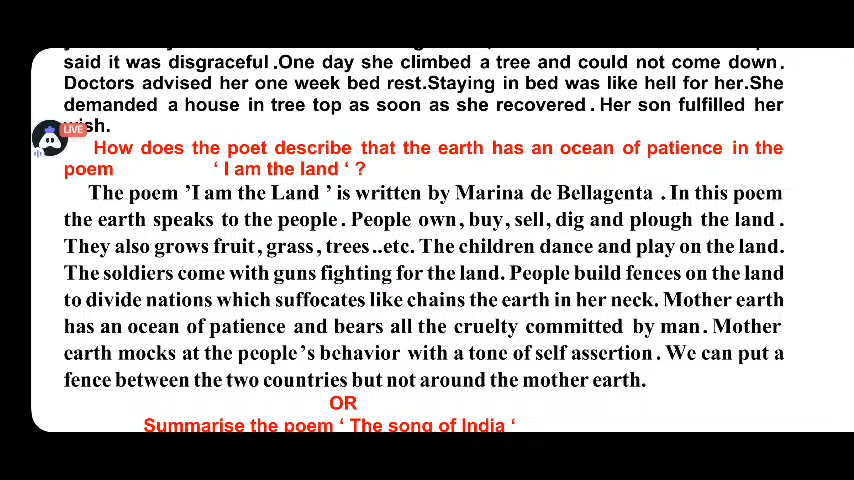 said it was disgraceful .One day she climbed a tree and could not come down.
Doctors advised her one week bed rest.Staying in bed was like hell for her.She
demanded a house in tree top as soon as she recovered . Her son fulfilled her
wish.
LIVE
How does the poet describe that the earth has an ocean of patience in the
poem ‘ I am the land ‘ ?
The poem ’I am the Land ’ is written by Marina de Bellagenta . In this poem
the earth speaks to the people . People own , buy , sell , dig and plough the land .
They also grows fruit , grass , trees ..etc. The children dance and play on the land.
The soldiers come with guns fighting for the land. People build fences on the land
to divide nations which suffocates like chains the earth in her neck. Mother earth
has an ocean of patience and bears all the cruelty committed by man . Mother
earth mocks at the people’s behavior with a tone of self assertion . We can put a
fence between the two countries but not around the mother earth.
OR
Summarise the poem ‘ The song of India ‘